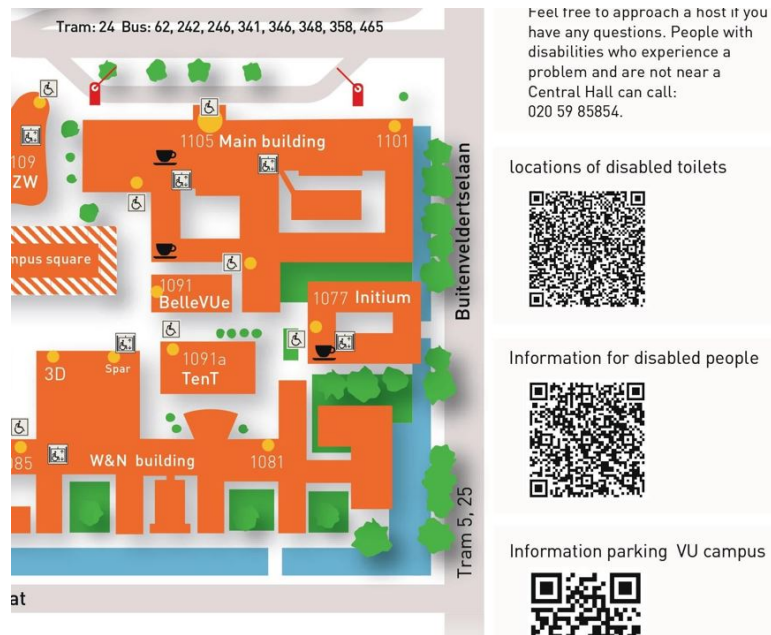 Tram: 24 Bus: 62, 242, 246, 341, 346, 348, 358, 465
1105 Main building
1101
109
ZW
mpus square
1091
BelleVUe
1077 Initium
Buitenveldertselaan
1091a
TenT
3D
Spar
085
W&N building
1081
Tram 5, 25
at
Feel free to approach a host if you
have any questions. People with
disabilities who experience a
problem and are not near a
Central Hall can call:
020 59 85854.
locations of disabled toilets
Information for disabled people
Information parking VU campus